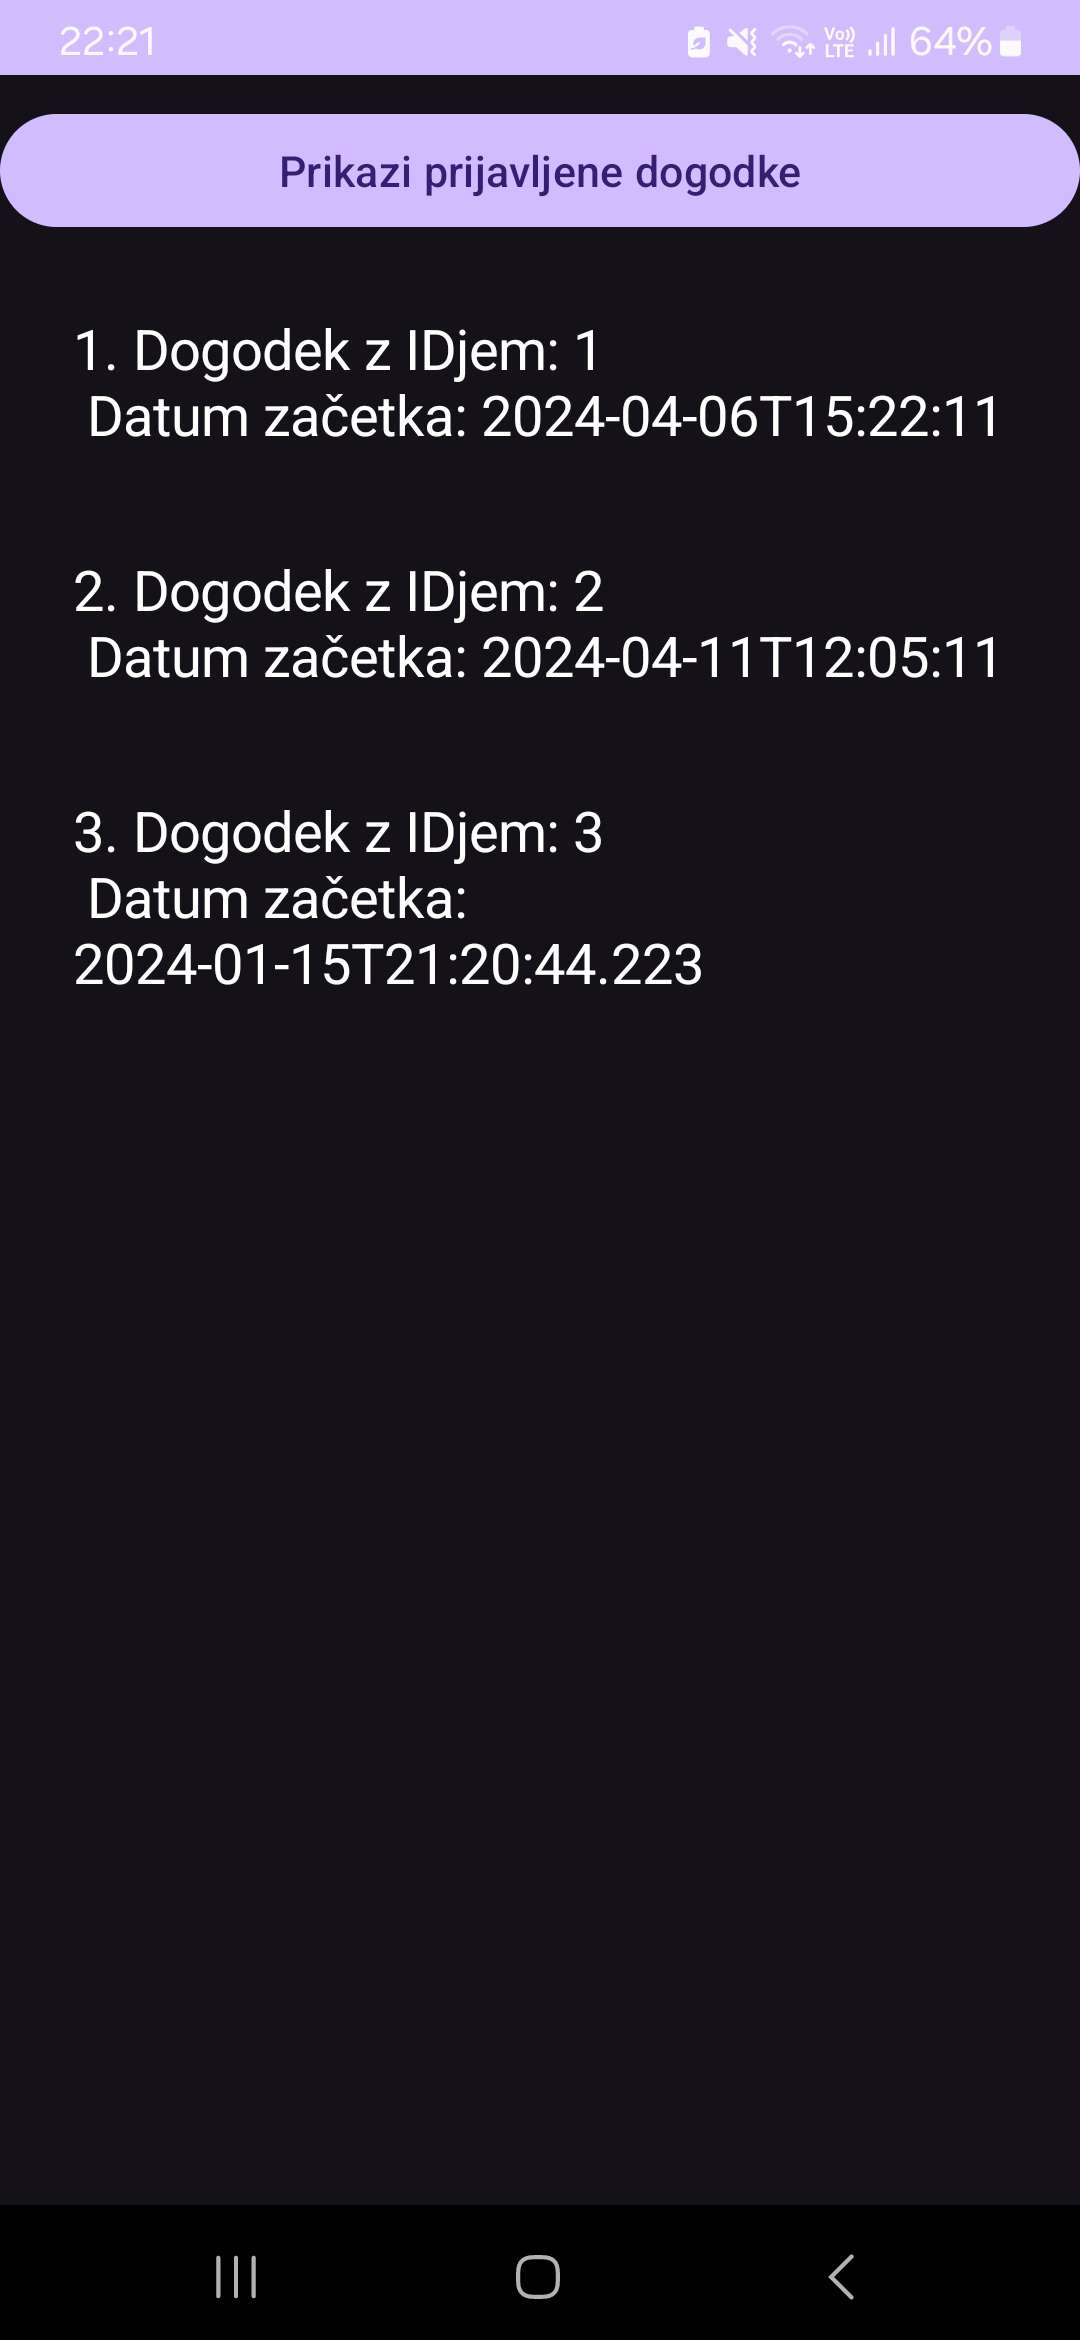 22:21
Vo)) LTE
64%
Prikazi prijavljene dogodke
1. Dogodek z IDjem: 1
Datum začetka: 2024-04-06T15:22:11
2. Dogodek z IDjem: 2
Datum začetka: 2024-04-11T12:05:11
3. Dogodek z IDjem: 3
Datum začetka:
2024-01-15T21:20:44.223